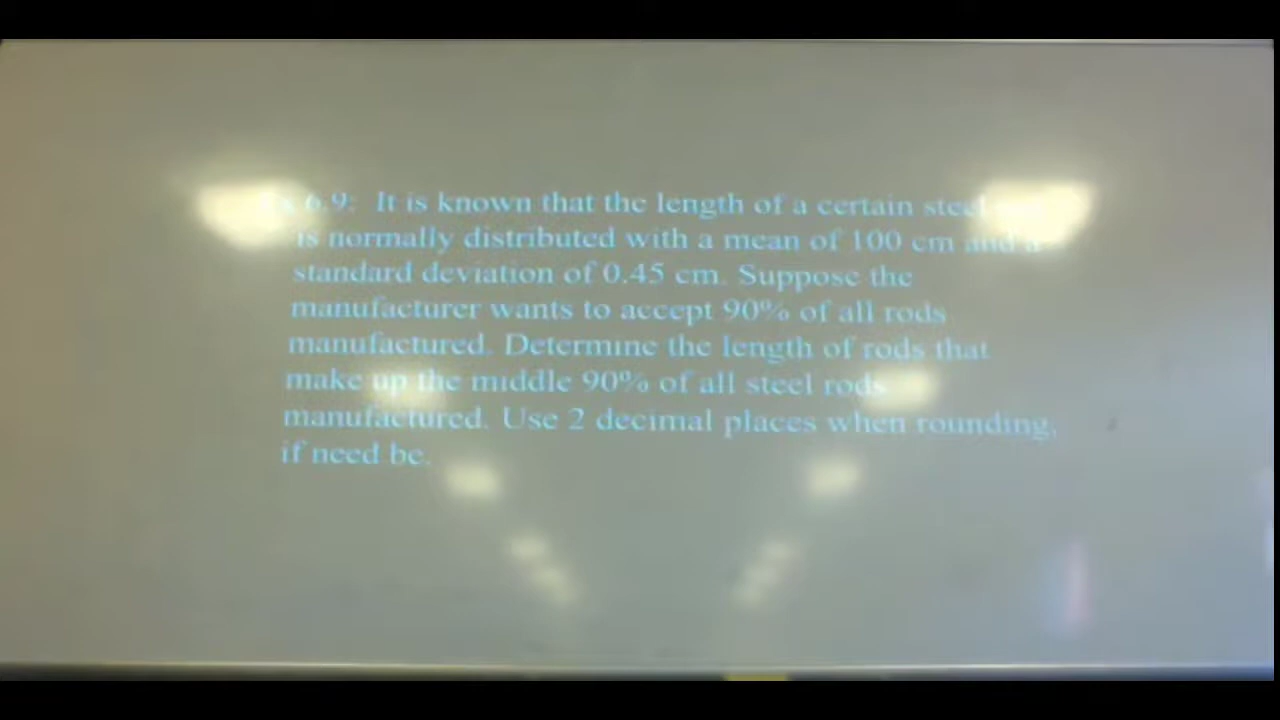 6.9: It is known that the length of a certain steel
is normally distributed with a mean of 100 cm and a
standard deviation of 0.45 cm. Suppose the
manufacturer wants to accept 90% of all rods
manufactured. Determine the length of rods that
make up the middle 90% of all steel rods
manufactured. Use 2 decimal places when rounding,
if need be.